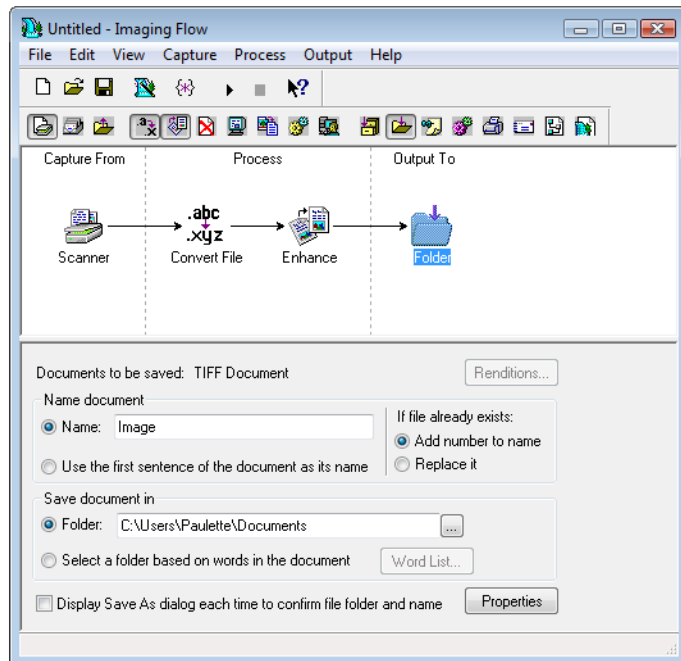 Untitled - Imaging Flow
File Edit View Capture Process Output Help
Capture From Process Output To
.abc
.xyz
Scanner Convert File Enhance Folder
Documents to be saved: TIFF Document Renditions...
Name document
Name: Image
Use the first sentence of the document as its name
If file already exists:
Add number to name
Replace it
Save document in
Folder: C:\Users\Paulette\Documents ...
Select a folder based on words in the document Word List...
Display Save As dialog each time to confirm file folder and name Properties